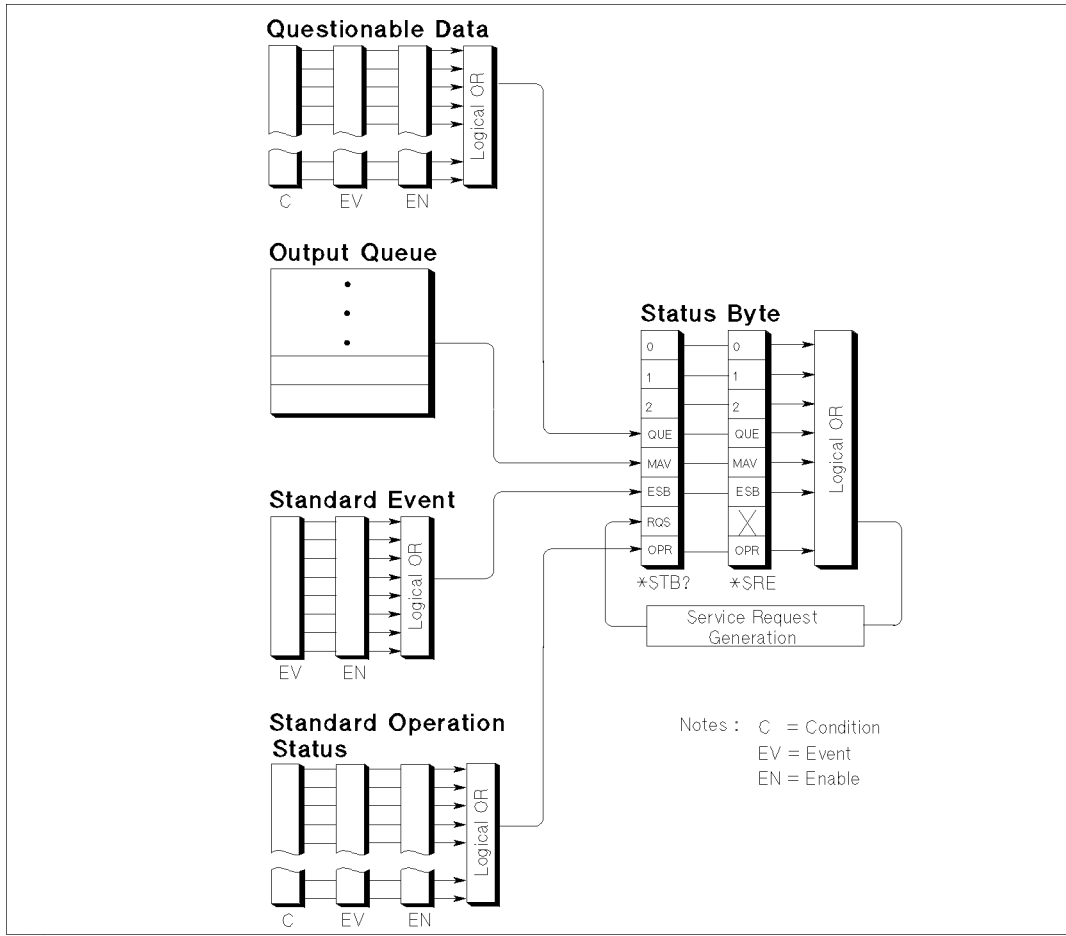 Questionable Data
Logical OR
C EV EN
Output Queue
Status Byte
0 0
1 1
2 2
QUE QUE
MAV MAV
ESB ESB
RQS
OPR OPR
Logical OR
*STB? *SRE
Service Request
Generation
Standard Event
Logical OR
EV EN
Standard Operation
Status
Logical OR
C EV EN
Notes : C = Condition
EV = Event
EN = Enable